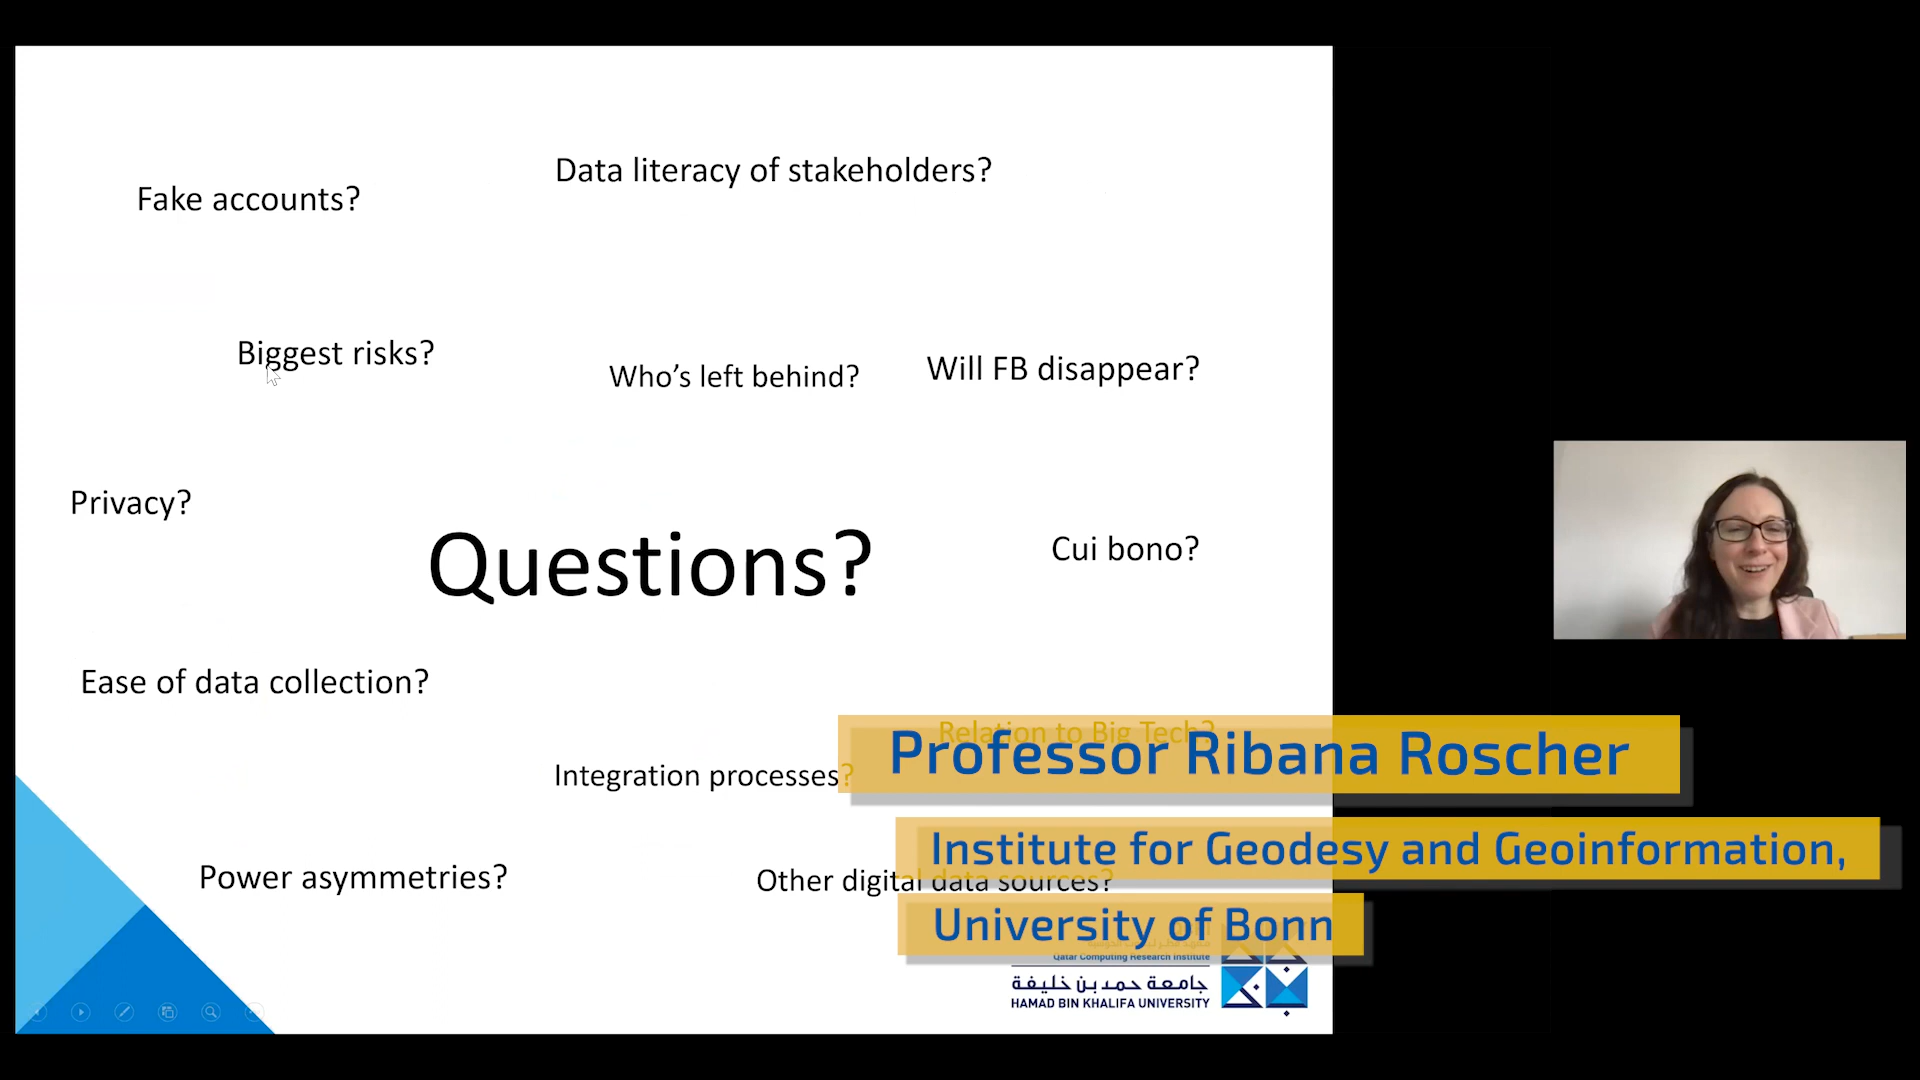 Data literacy of stakeholders?
Fake accounts?
Biggest risks?
Who's left behind?
Will FB disappear?
Privacy?
Questions?
Cui bono?
Ease of data collection?
Relation to Big Tech?
Professor Ribana Roscher
Integration processes?
Institute for Geodesy and Geoinformation,
Power asymmetries?
Other digital data sources?
University of Bonn
Qatar Computing Research Institute
جامعة حمد بن خليفة
HAMAD BIN KHALIFA UNIVERSITY